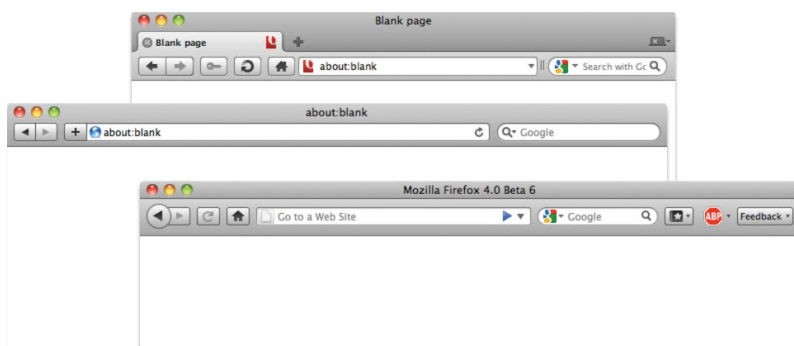 Blank page
Blank page
about:blank
Search with Gc
about:blank
about:blank
Google
Mozilla Firefox 4.0 Beta 6
Go to a Web Site
Google
ABP
Feedback